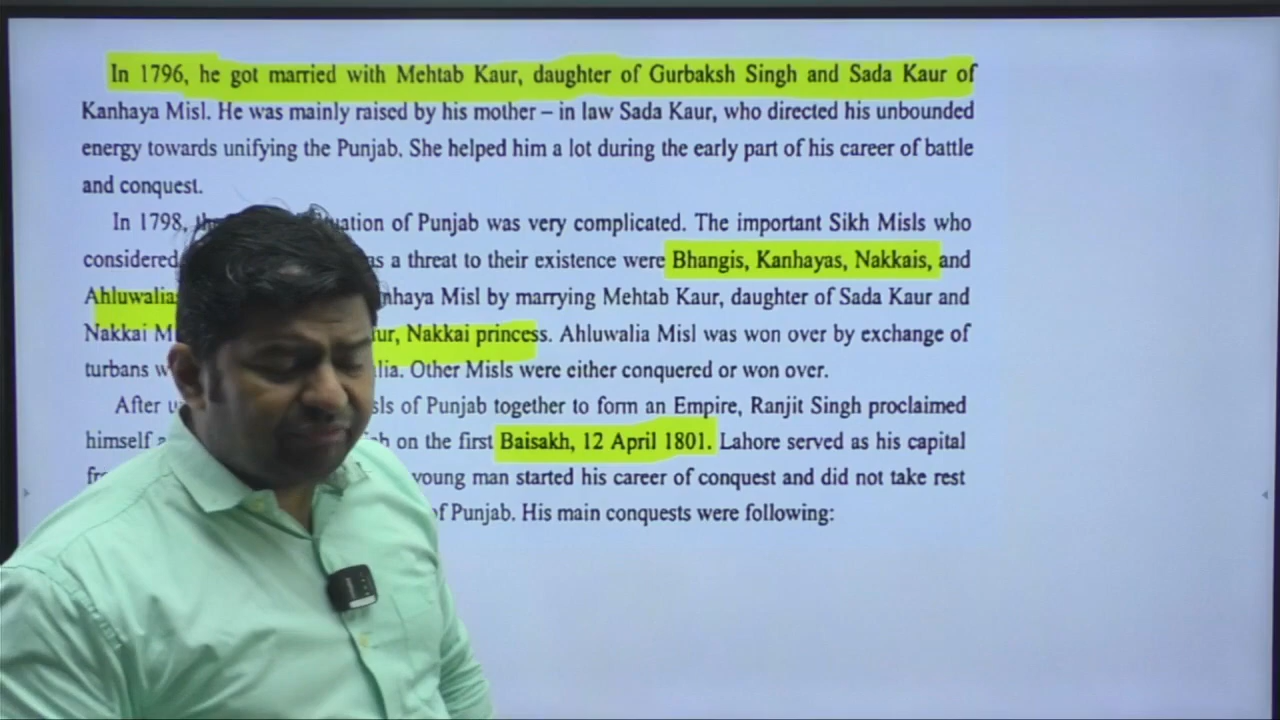 In 1796, he got married with Mehtab Kaur, daughter of Gurbaksh Singh and Sada Kaur of
Kanhaya Misl. He was mainly raised by his mother – in law Sada Kaur, who directed his unbounded
energy towards unifying the Punjab. She helped him a lot during the early part of his career of battle
and conquest.
In 1798, of Punjab was very complicated. The important Sikh Misls who
considered as a threat to their existence were Bhangis, Kanhayas, Nakkais, and
Misl by marrying Mehtab Kaur, daughter of Sada Kaur and
Nakkai Nakkai princess. Ahluwalia Misl was won over by exchange of
turbans Other Misls were either conquered or won over.
After of Punjab together to form an Empire, Ranjit Singh proclaimed
himself on the first Baisakh, 12 April 1801. Lahore served as his capital
young man started his career of conquest and did not take rest
of Punjab. His main conquests were following: